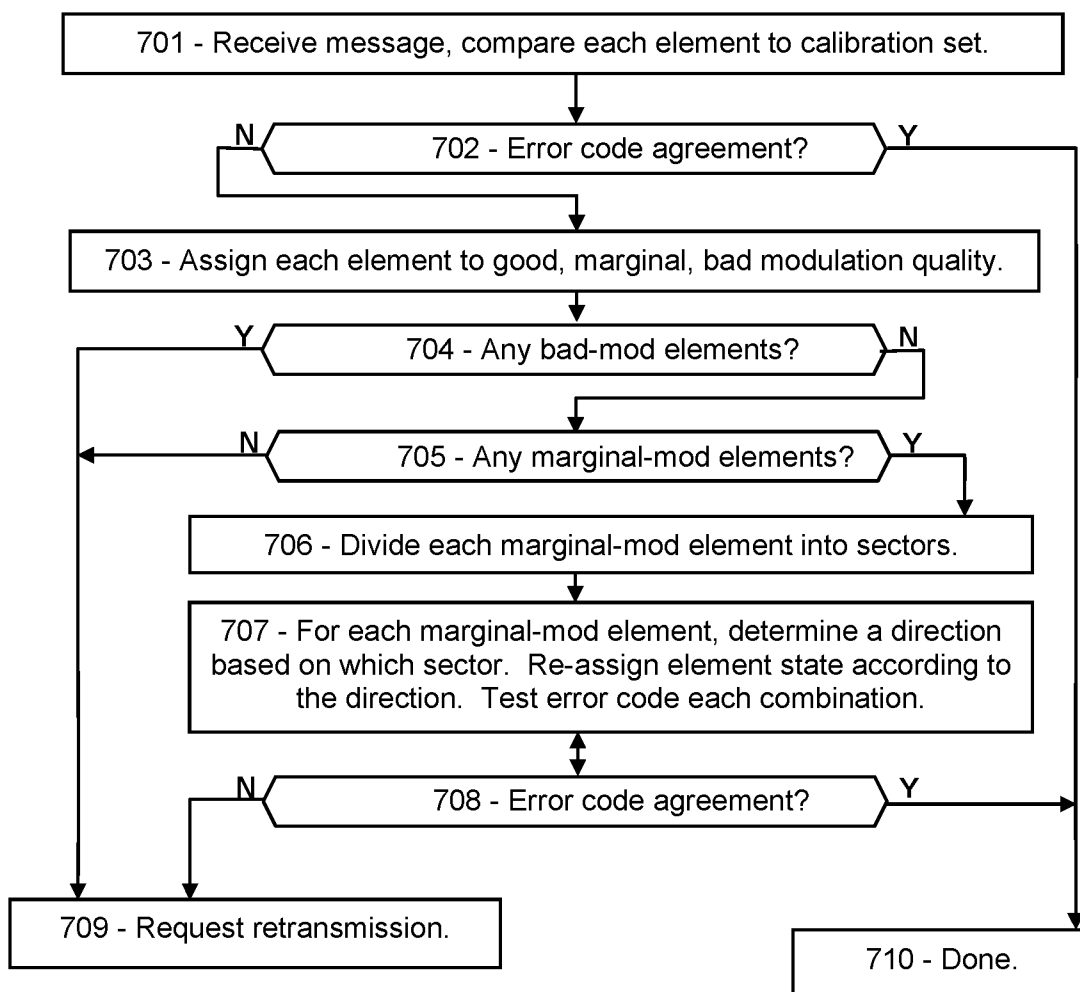 701 - Receive message, compare each element to calibration set.
N
702 - Error code agreement?
Y
703 - Assign each element to good, marginal, bad modulation quality.
Y
704 - Any bad-mod elements?
N
N
705 - Any marginal-mod elements?
Y
706 - Divide each marginal-mod element into sectors.
707 - For each marginal-mod element, determine a direction
based on which sector.  Re-assign element state according to
the direction.  Test error code each combination.
N
708 - Error code agreement?
Y
709 - Request retransmission.
710 - Done.